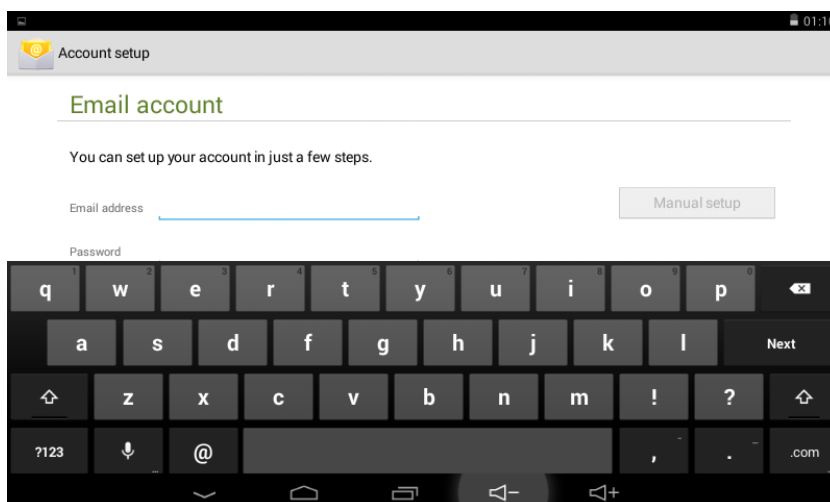 01:10
Account setup
Email account
You can set up your account in just a few steps.
Email address
Manual setup
Password
1 2 3 4 5 6 7 8 9 0
q w e r t y u i o p
a s d f g h j k l Next
z x c v b n m ! ?
?123 @ , . .com